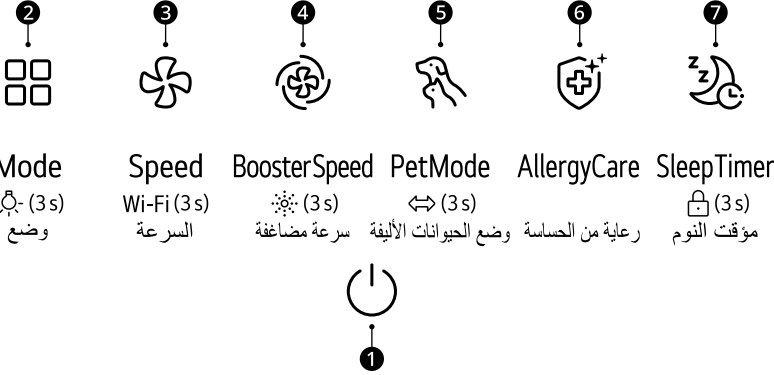 2 3 4 5 6 7
Mode Speed BoosterSpeed PetMode AllergyCare SleepTimer
(3 s) Wi-Fi (3 s) (3 s) (3 s) (3 s)
وضع السرعة سرعة مضاغفة وضع الحيوانات الأليفة رعاية من الحساسة مؤقت النوم
1